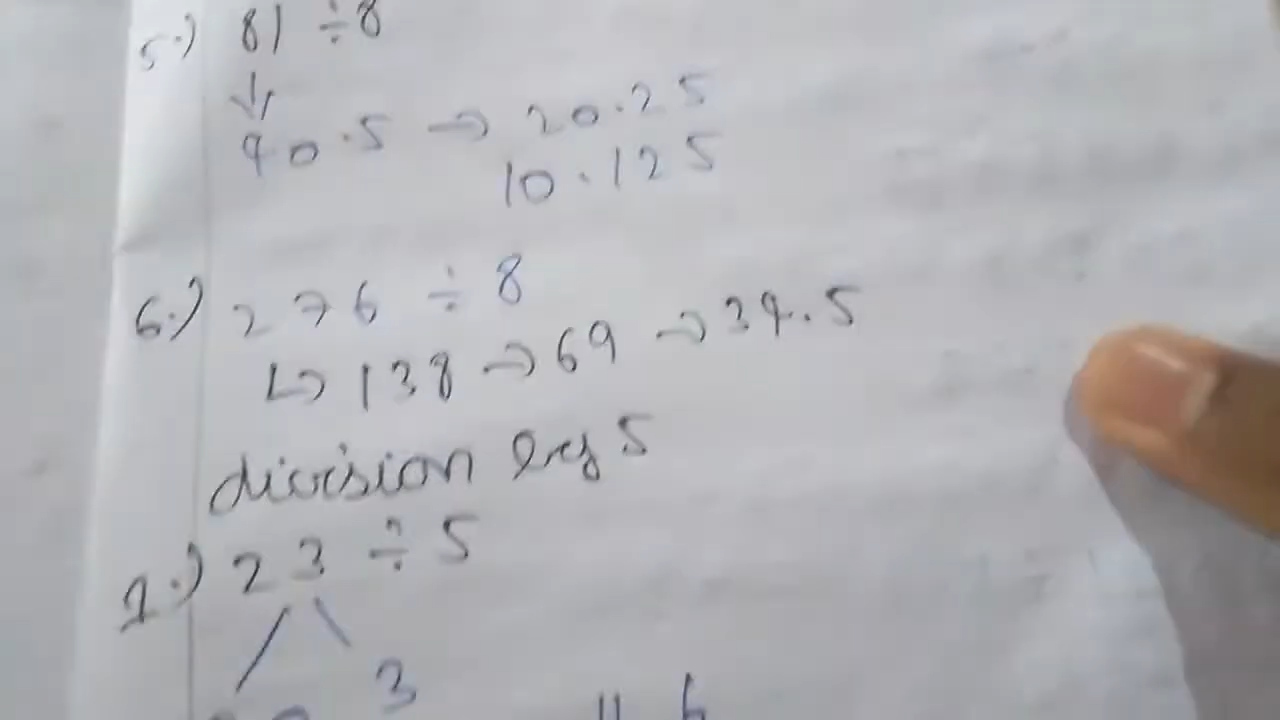 5.) 81 ÷ 8
↓
40.5 → 20.25
10.125
6.) 276 ÷ 8
↳ 138 → 69 → 34.5
division by 5
1.) 23 ÷ 5
3